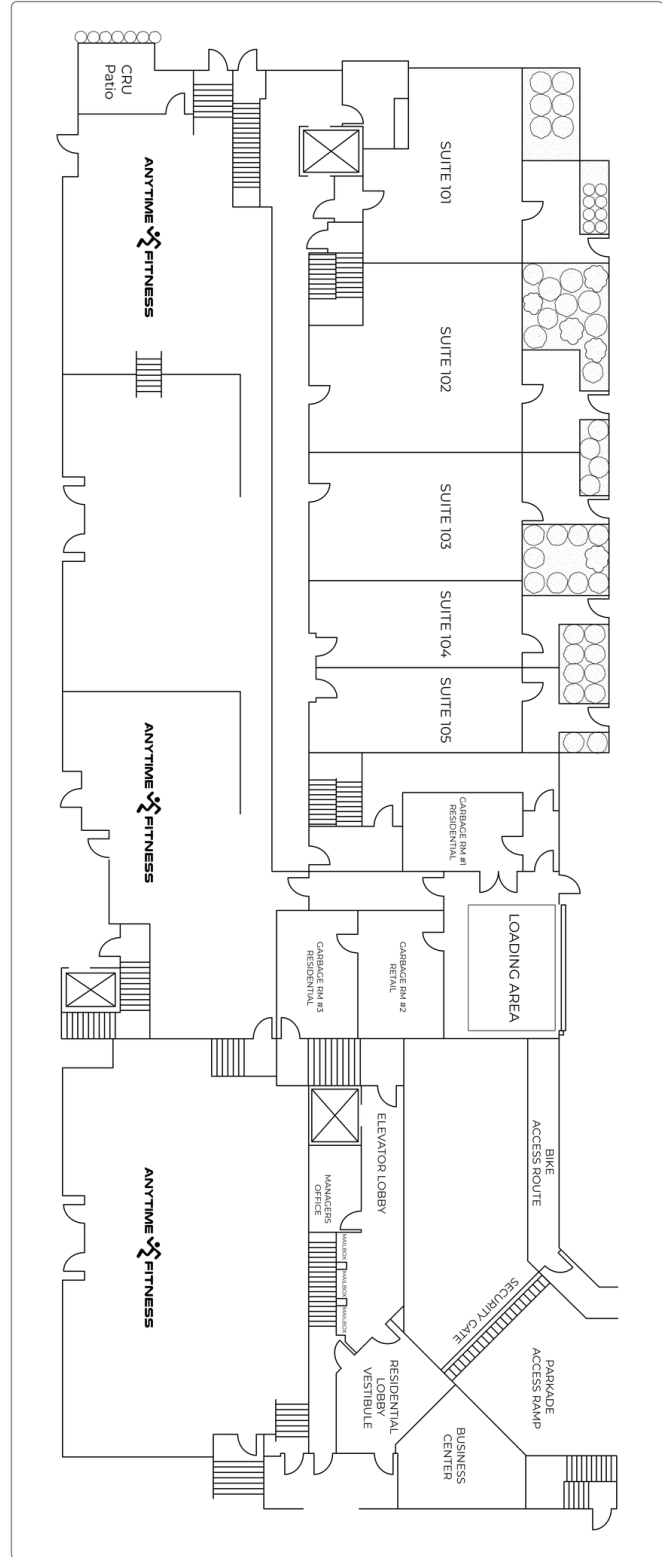 CRU
Patio
ANYTIME FITNESS
SUITE 101
SUITE 102
SUITE 103
SUITE 104
SUITE 105
ANYTIME FITNESS
GARBAGE RM #1
RESIDENTIAL
LOADING AREA
GARBAGE RM #2
RETAIL
GARBAGE RM #3
RESIDENTIAL
BIKE
ACCESS ROUTE
ELEVATOR LOBBY
MANAGERS
OFFICE
ANYTIME FITNESS
MAILBOX
MAILBOX
MAILBOX
SECURITY GATE
PARKADE
ACCESS RAMP
RESIDENTIAL
LOBBY
VESTIBULE
BUSINESS
CENTER